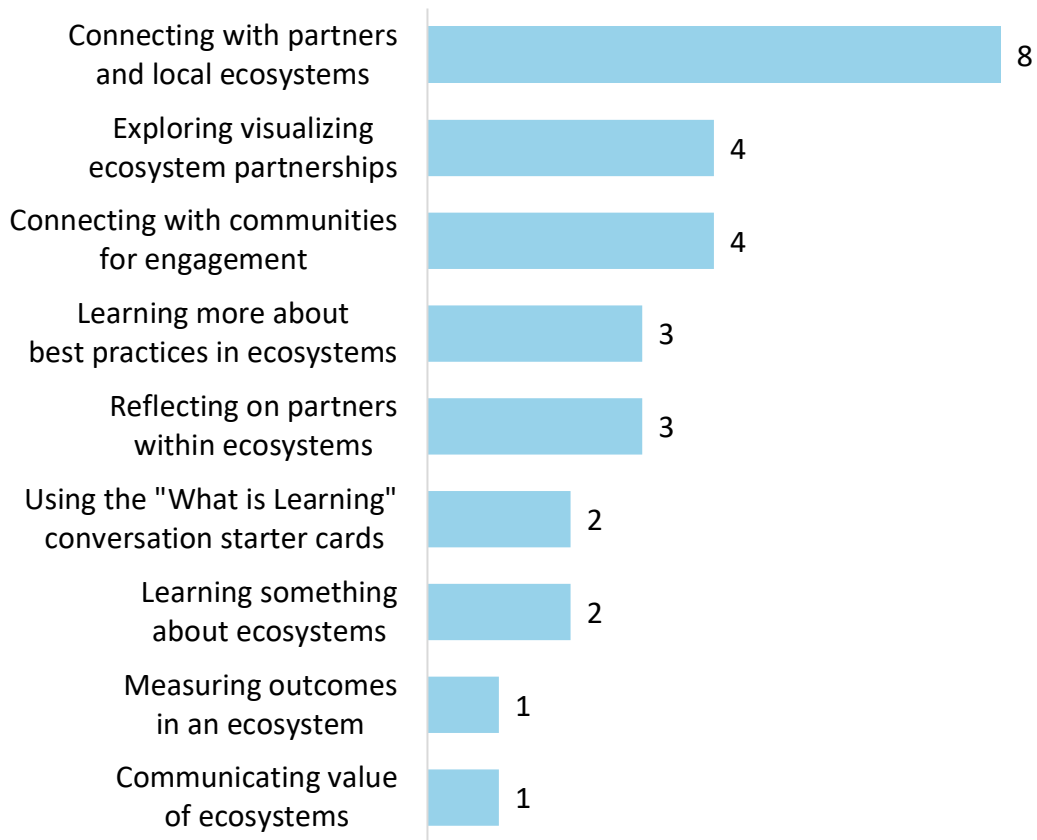 Connecting with partners
and local ecosystems
8
Exploring visualizing
ecosystem partnerships
4
Connecting with communities
for engagement
4
Learning more about
best practices in ecosystems
3
Reflecting on partners
within ecosystems
3
Using the "What is Learning"
conversation starter cards
2
Learning something
about ecosystems
2
Measuring outcomes
in an ecosystem
1
Communicating value
of ecosystems
1